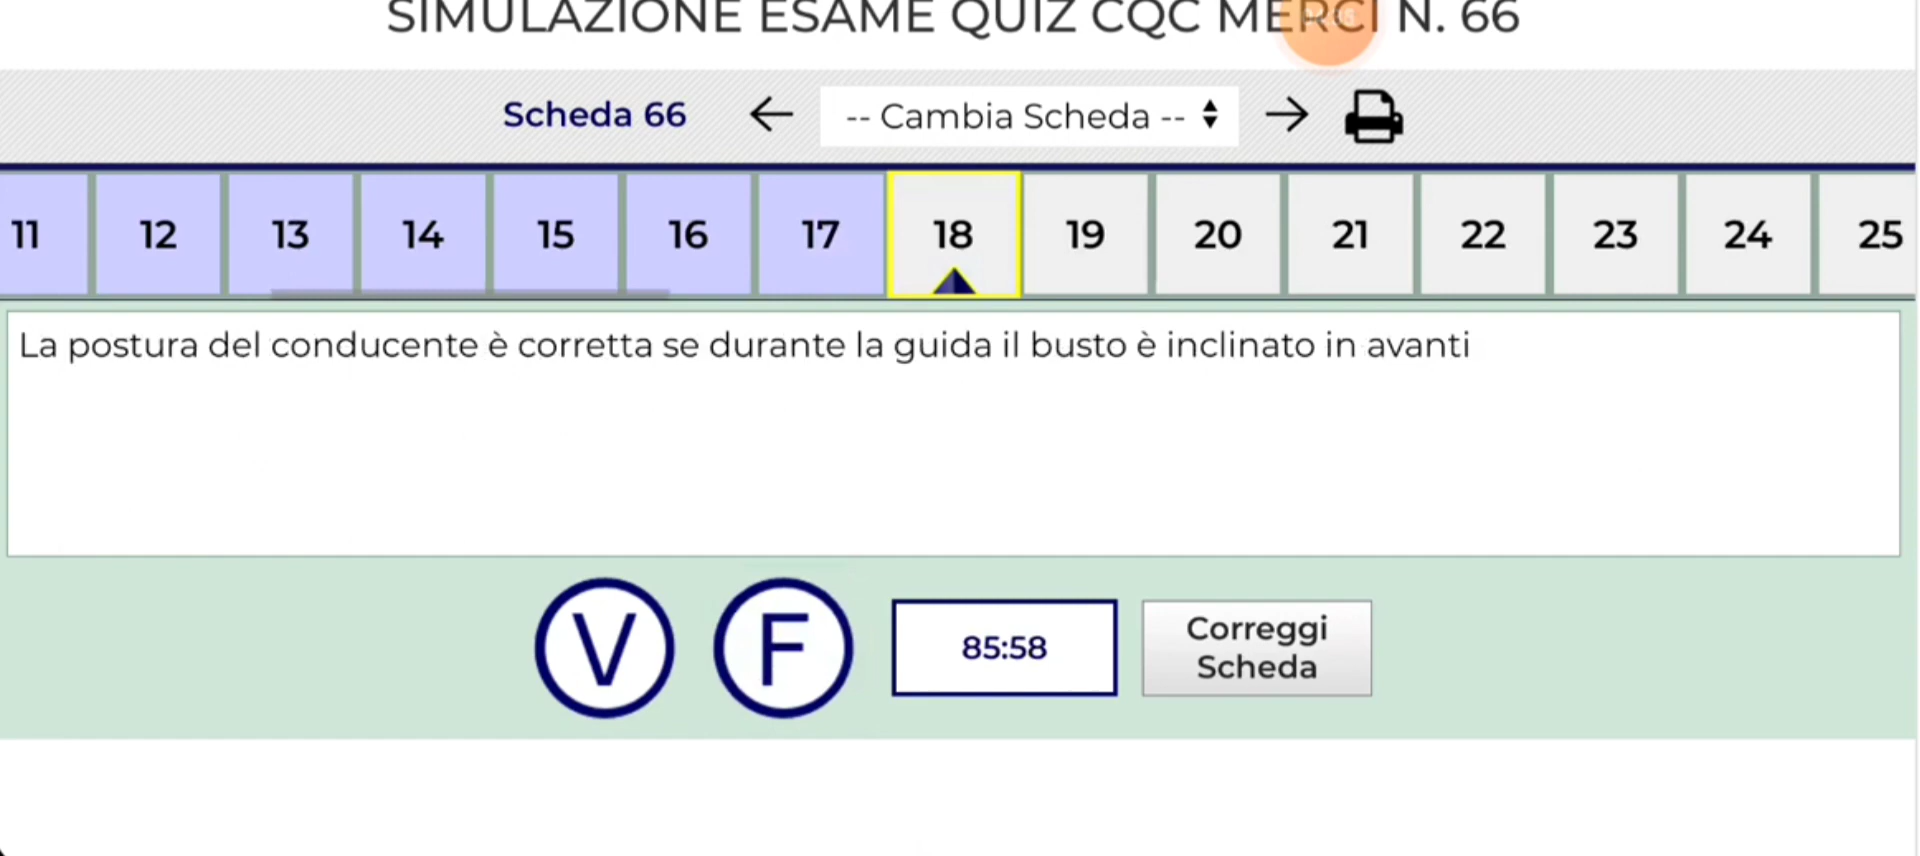 SIMULAZIONE ESAME QUIZ CQC MERCI N. 66
Scheda 66
-- Cambia Scheda --
11 12 13 14 15 16 17 18 19 20 21 22 23 24 25
La postura del conducente è corretta se durante la guida il busto è inclinato in avanti
V F 85:58 Correggi
Scheda